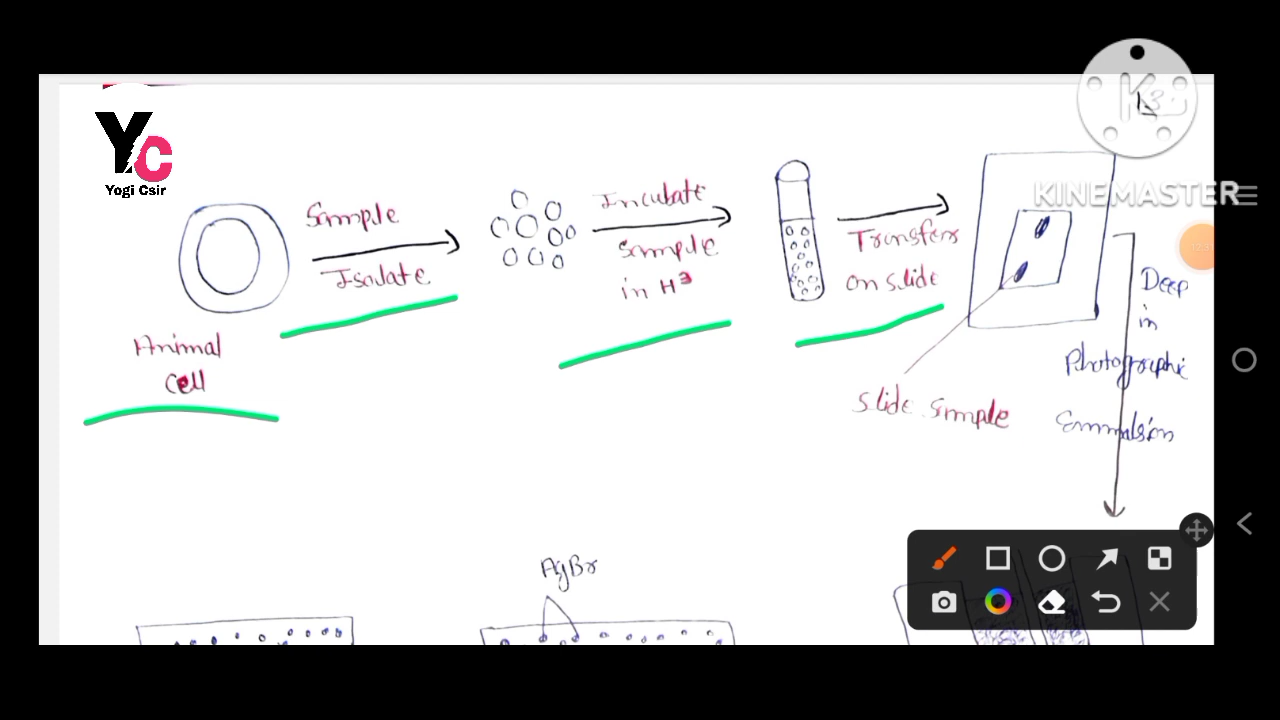 YC
Yogi Csir
KINEMASTER
Sample
Isolate
Incubate
Sample
in H³
Transfers
on slide
Animal
Cell
Deep
in
Photographic
Emmulsion
Slide Simple
AgBr